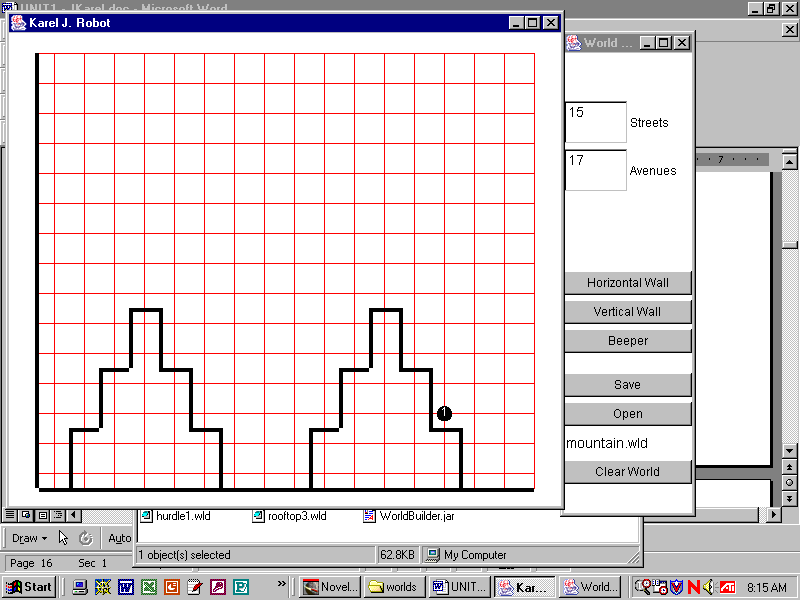 UNIT1 - JKarel.doc - Microsoft Word
Karel J. Robot
World ...
15
Streets
17
Avenues
7
Horizontal Wall
Vertical Wall
Beeper
Save
Open
mountain.wld
Clear World
1
hurdle1.wld
rooftop3.wld
WorldBuilder.jar
Draw
Auto
1 object(s) selected
62.8KB
My Computer
Page 16
Sec 1
Start
Novel...
worlds
UNIT...
Kar...
World...
8:15 AM